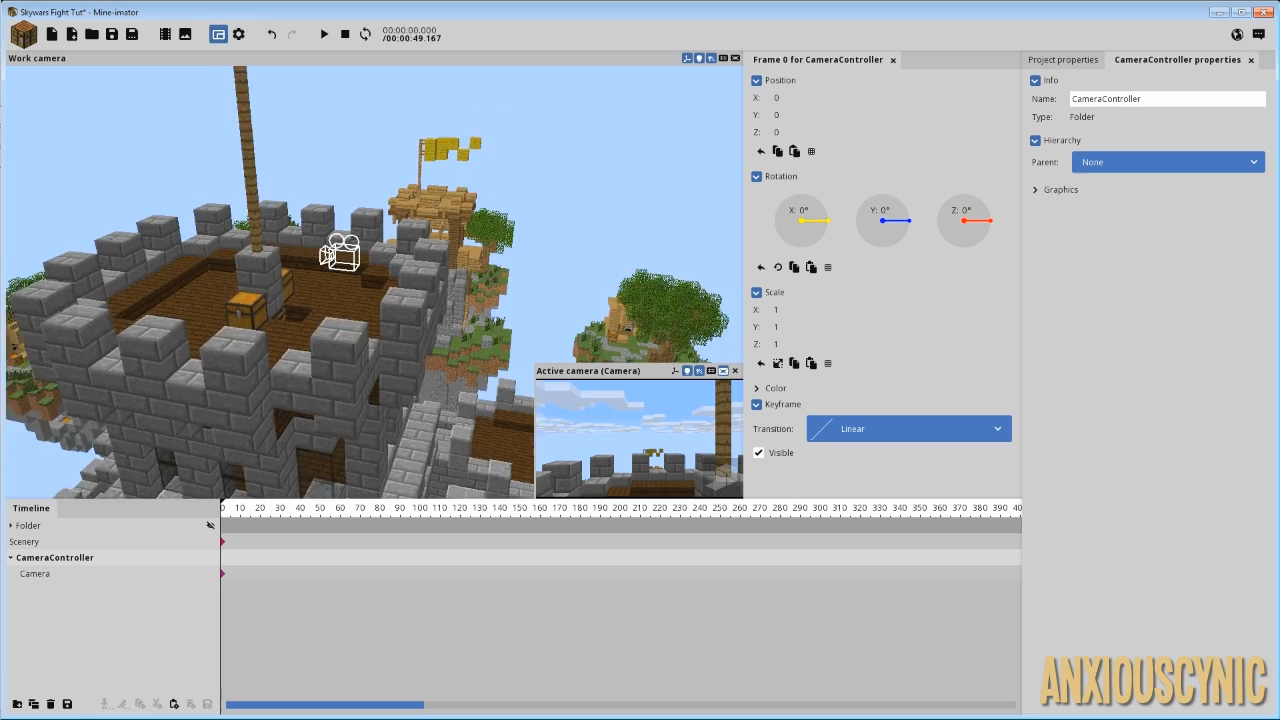 Skywars Fight Tut* - Mine-imator
00:00:00.000
/00:00:49.167
Work camera
Frame 0 for CameraController
Position
X: 0
Y: 0
Z: 0
Rotation
X: 0° Y: 0° Z: 0°
Scale
X: 1
Y: 1
Z: 1
Color
Keyframe
Transition: Linear
Visible
Project properties CameraController properties
Info
Name: CameraController
Type: Folder
Hierarchy
Parent: None
Graphics
Active camera (Camera)
Timeline
0 10 20 30 40 50 60 70 80 90 100 110 120 130 140 150 160 170 180 190 200 210 220 230 240 250 260 270 280 290 300 310 320 330 340 350 360 370 380 390 40
Folder
Scenery
CameraController
Camera
ANXIOUSCYNIC